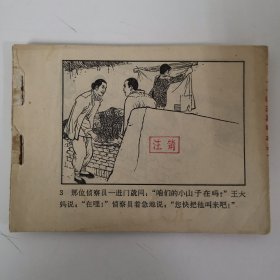 注销
3 那位侦察员一进门就问：“咱们的小山子在吗？”王大
妈说：“在哩！”侦察员着急地说：“您快把他叫来吧！”